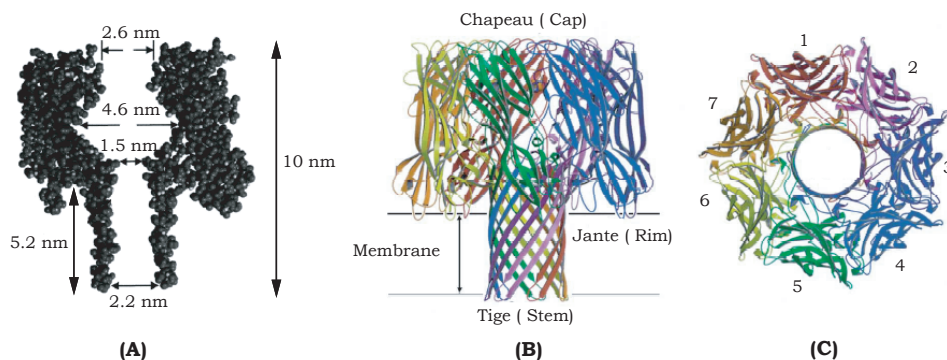 2.6 nm
4.6 nm
1.5 nm
10 nm
5.2 nm
2.2 nm
(A)
Chapeau ( Cap)
Membrane
Jante ( Rim)
Tige ( Stem)
(B)
1
2
3
4
5
6
7
(C)